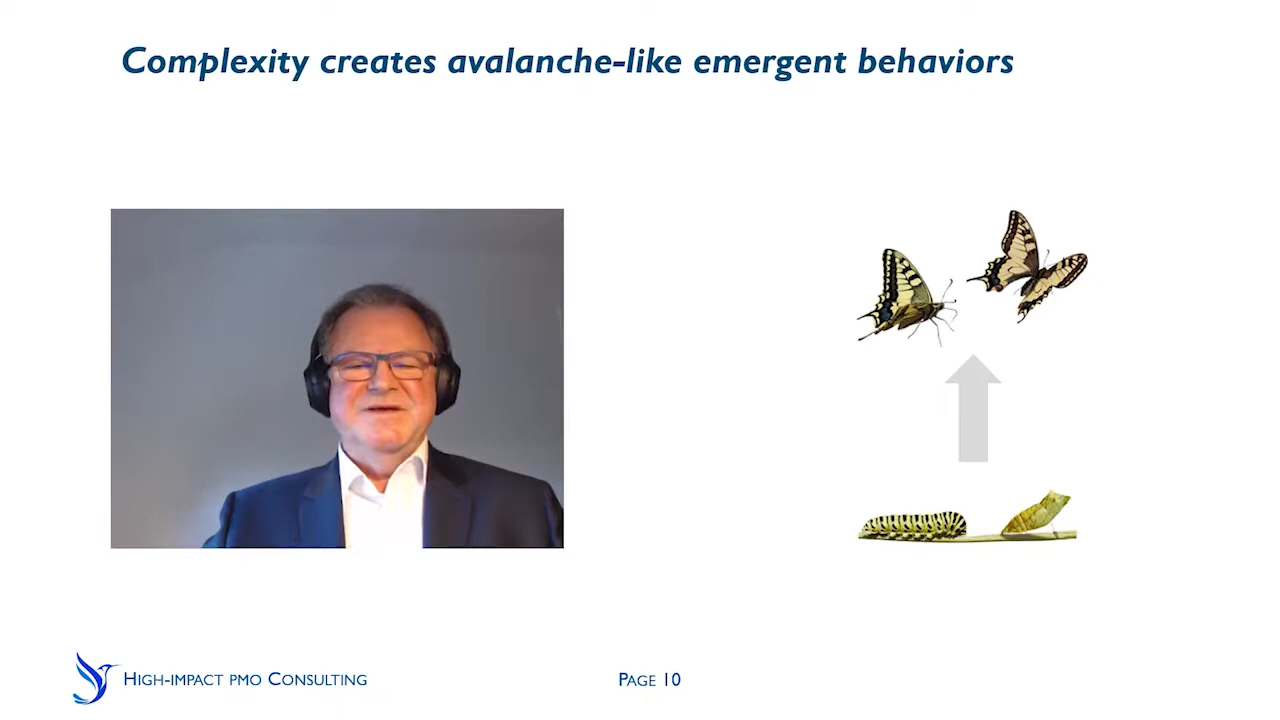 Complexity creates avalanche-like emergent behaviors
High-impact pmo Consulting
Page 10